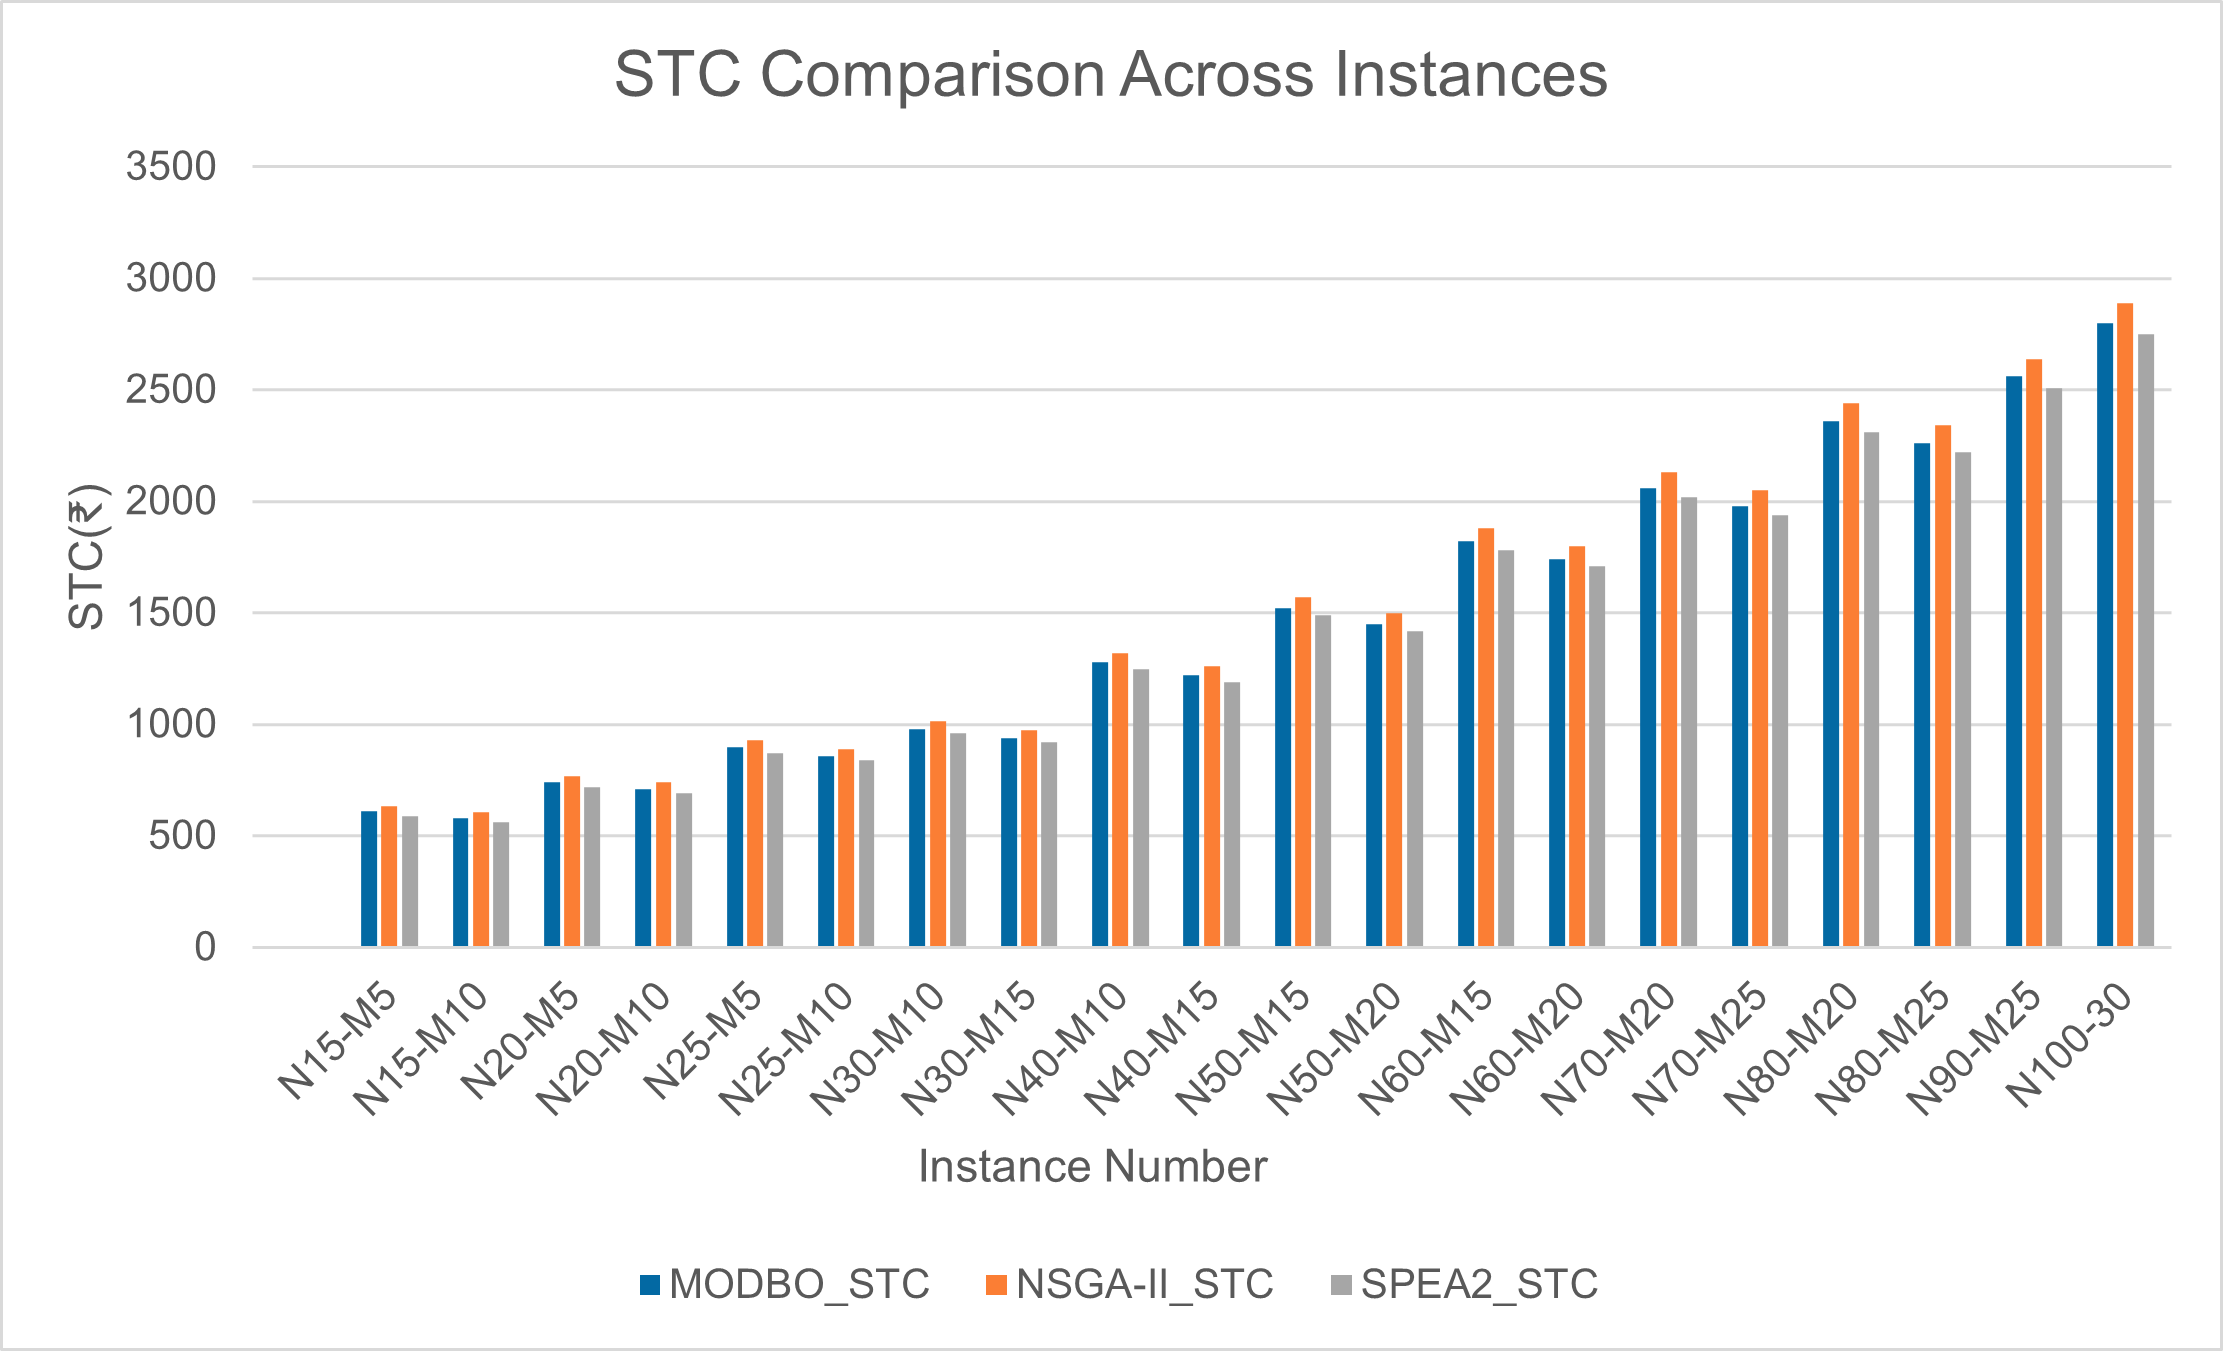 STC Comparison Across Instances
3500
3000
2500
2000
1500
1000
500
0
STC(₹)
N15-M5
N15-M10
N20-M5
N20-M10
N25-M5
N25-M10
N30-M10
N30-M15
N40-M10
N40-M15
N50-M15
N50-M20
N60-M15
N60-M20
N70-M20
N70-M25
N80-M20
N80-M25
N90-M25
N100-30
Instance Number
MODBO_STC
NSGA-II_STC
SPEA2_STC